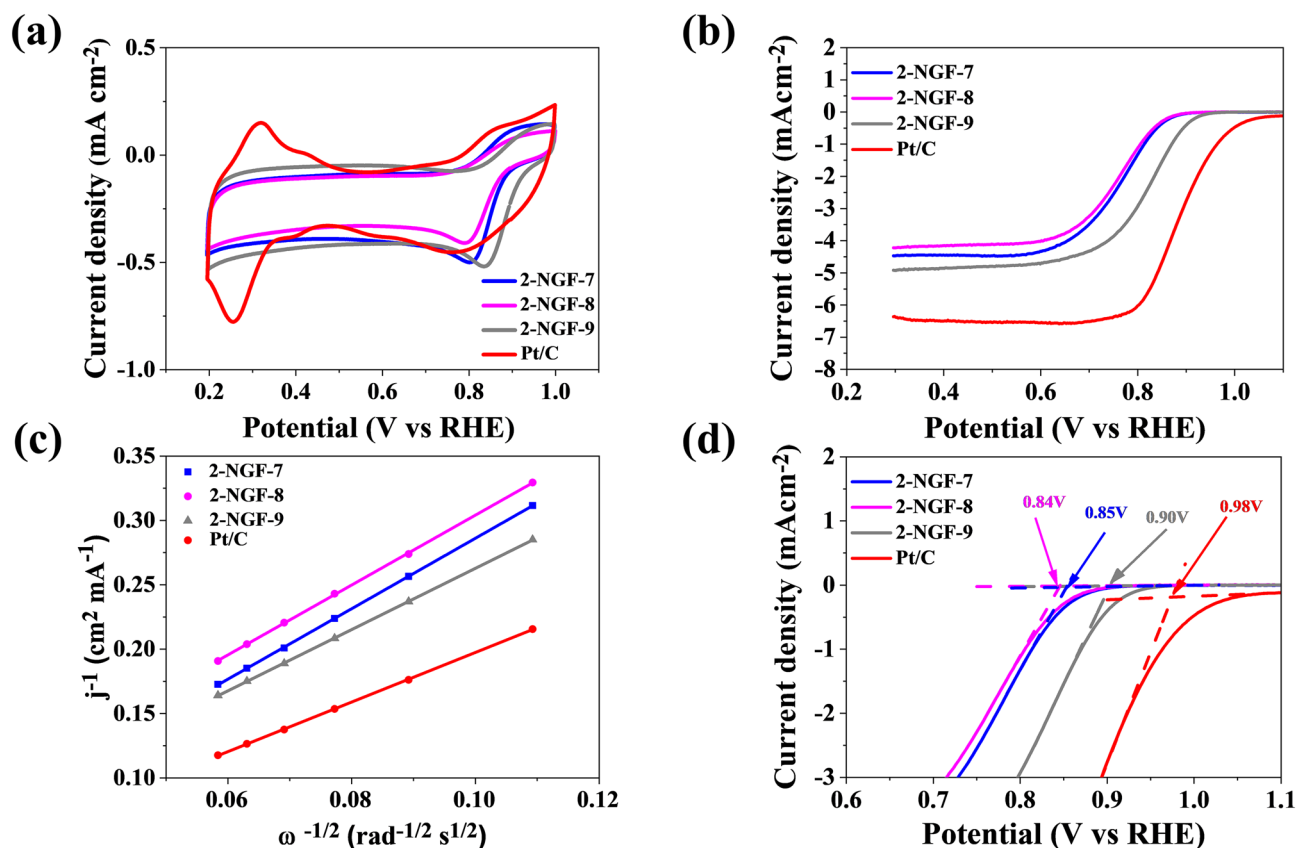 (a)
Current density (mA cm-2)
0.5
0.0
-0.5
-1.0
0.2 0.4 0.6 0.8 1.0
Potential (V vs RHE)
2-NGF-7
2-NGF-8
2-NGF-9
Pt/C
(b)
Current density (mAcm-2)
2
1
0
-1
-2
-3
-4
-5
-6
-7
-8
0.2 0.4 0.6 0.8 1.0
Potential (V vs RHE)
2-NGF-7
2-NGF-8
2-NGF-9
Pt/C
(c)
j-1 (cm2 mA-1)
0.35
0.30
0.25
0.20
0.15
0.10
0.06 0.08 0.10 0.12
ω -1/2 (rad-1/2 s1/2)
2-NGF-7
2-NGF-8
2-NGF-9
Pt/C
(d)
Current density (mAcm-2)
2
1
0
-1
-2
-3
0.6 0.7 0.8 0.9 1.0 1.1
Potential (V vs RHE)
2-NGF-7
2-NGF-8
2-NGF-9
Pt/C
0.84V
0.85V
0.90V
0.98V